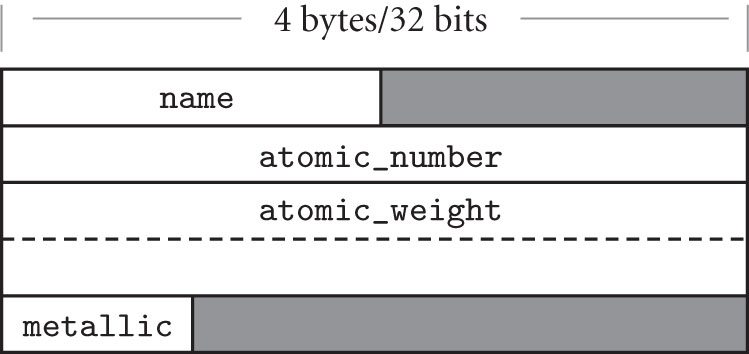 4 bytes/32 bits
name
atomic_number
atomic_weight
metallic